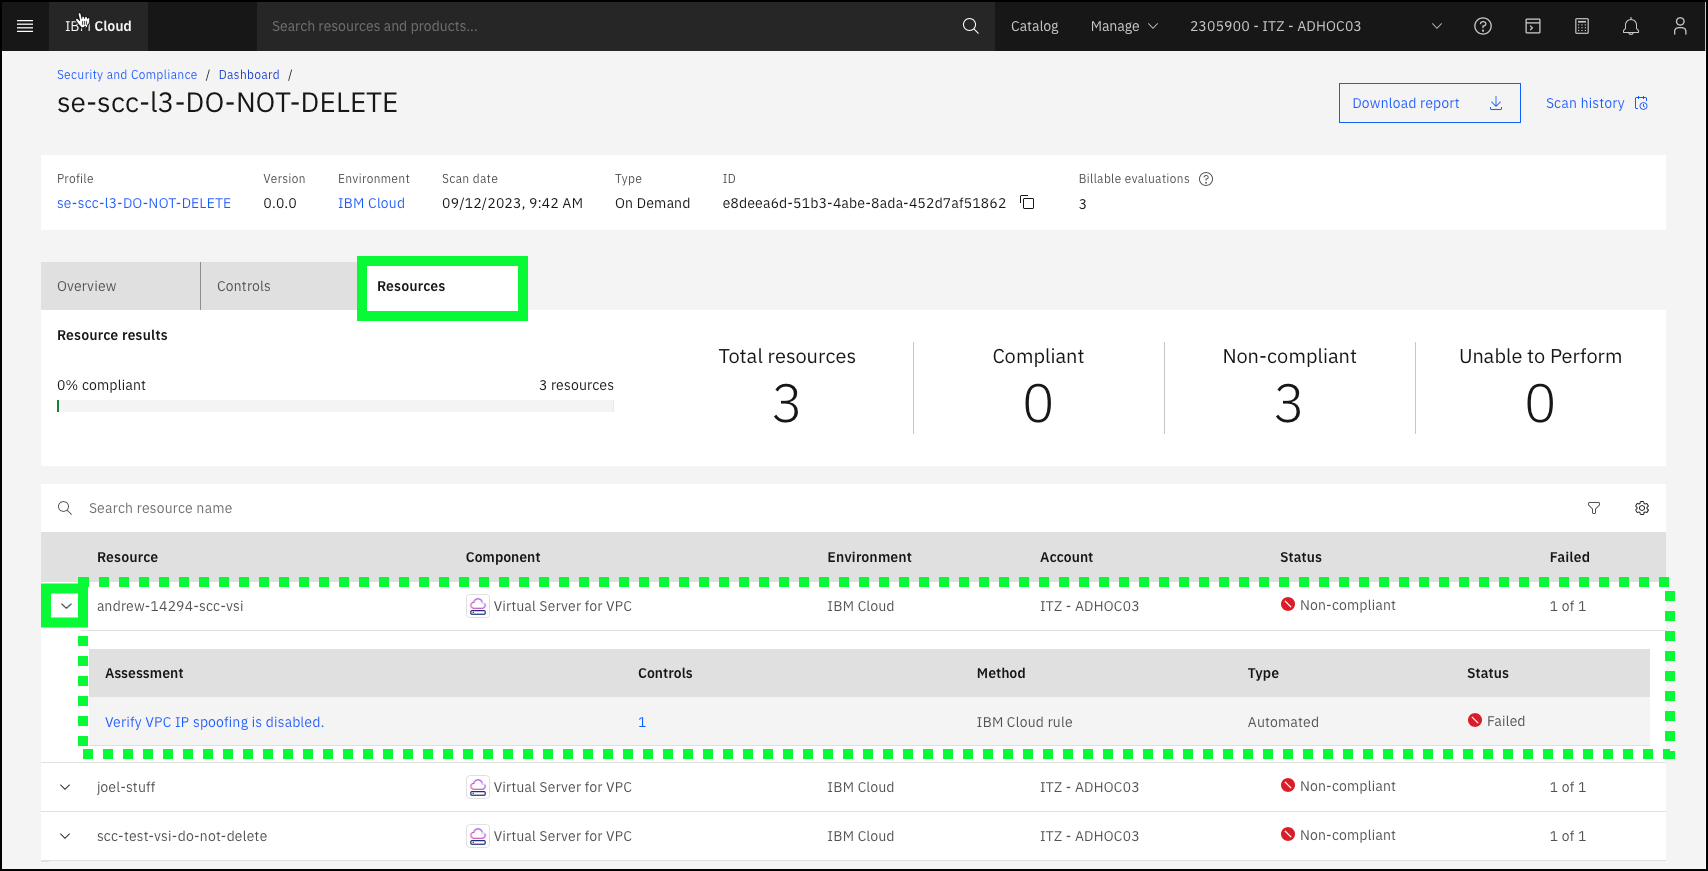 IBM Cloud
Search resources and products...
Catalog
Manage
2305900 - ITZ - ADHOC03
Security and Compliance / Dashboard /
se-scc-l3-DO-NOT-DELETE
Download report
Scan history
Profile Version Environment Scan date Type ID Billable evaluations
se-scc-l3-DO-NOT-DELETE 0.0.0 IBM Cloud 09/12/2023, 9:42 AM On Demand e8deea6d-51b3-4abe-8ada-452d7af51862 3
Overview Controls Resources
Resource results
0% compliant 3 resources
Total resources Compliant Non-compliant Unable to Perform
3 0 3 0
Search resource name
Resource Component Environment Account Status Failed
andrew-14294-scc-vsi Virtual Server for VPC IBM Cloud ITZ - ADHOC03 Non-compliant 1 of 1
Assessment Controls Method Type Status
Verify VPC IP spoofing is disabled. 1 IBM Cloud rule Automated Failed
joel-stuff Virtual Server for VPC IBM Cloud ITZ - ADHOC03 Non-compliant 1 of 1
scc-test-vsi-do-not-delete Virtual Server for VPC IBM Cloud ITZ - ADHOC03 Non-compliant 1 of 1